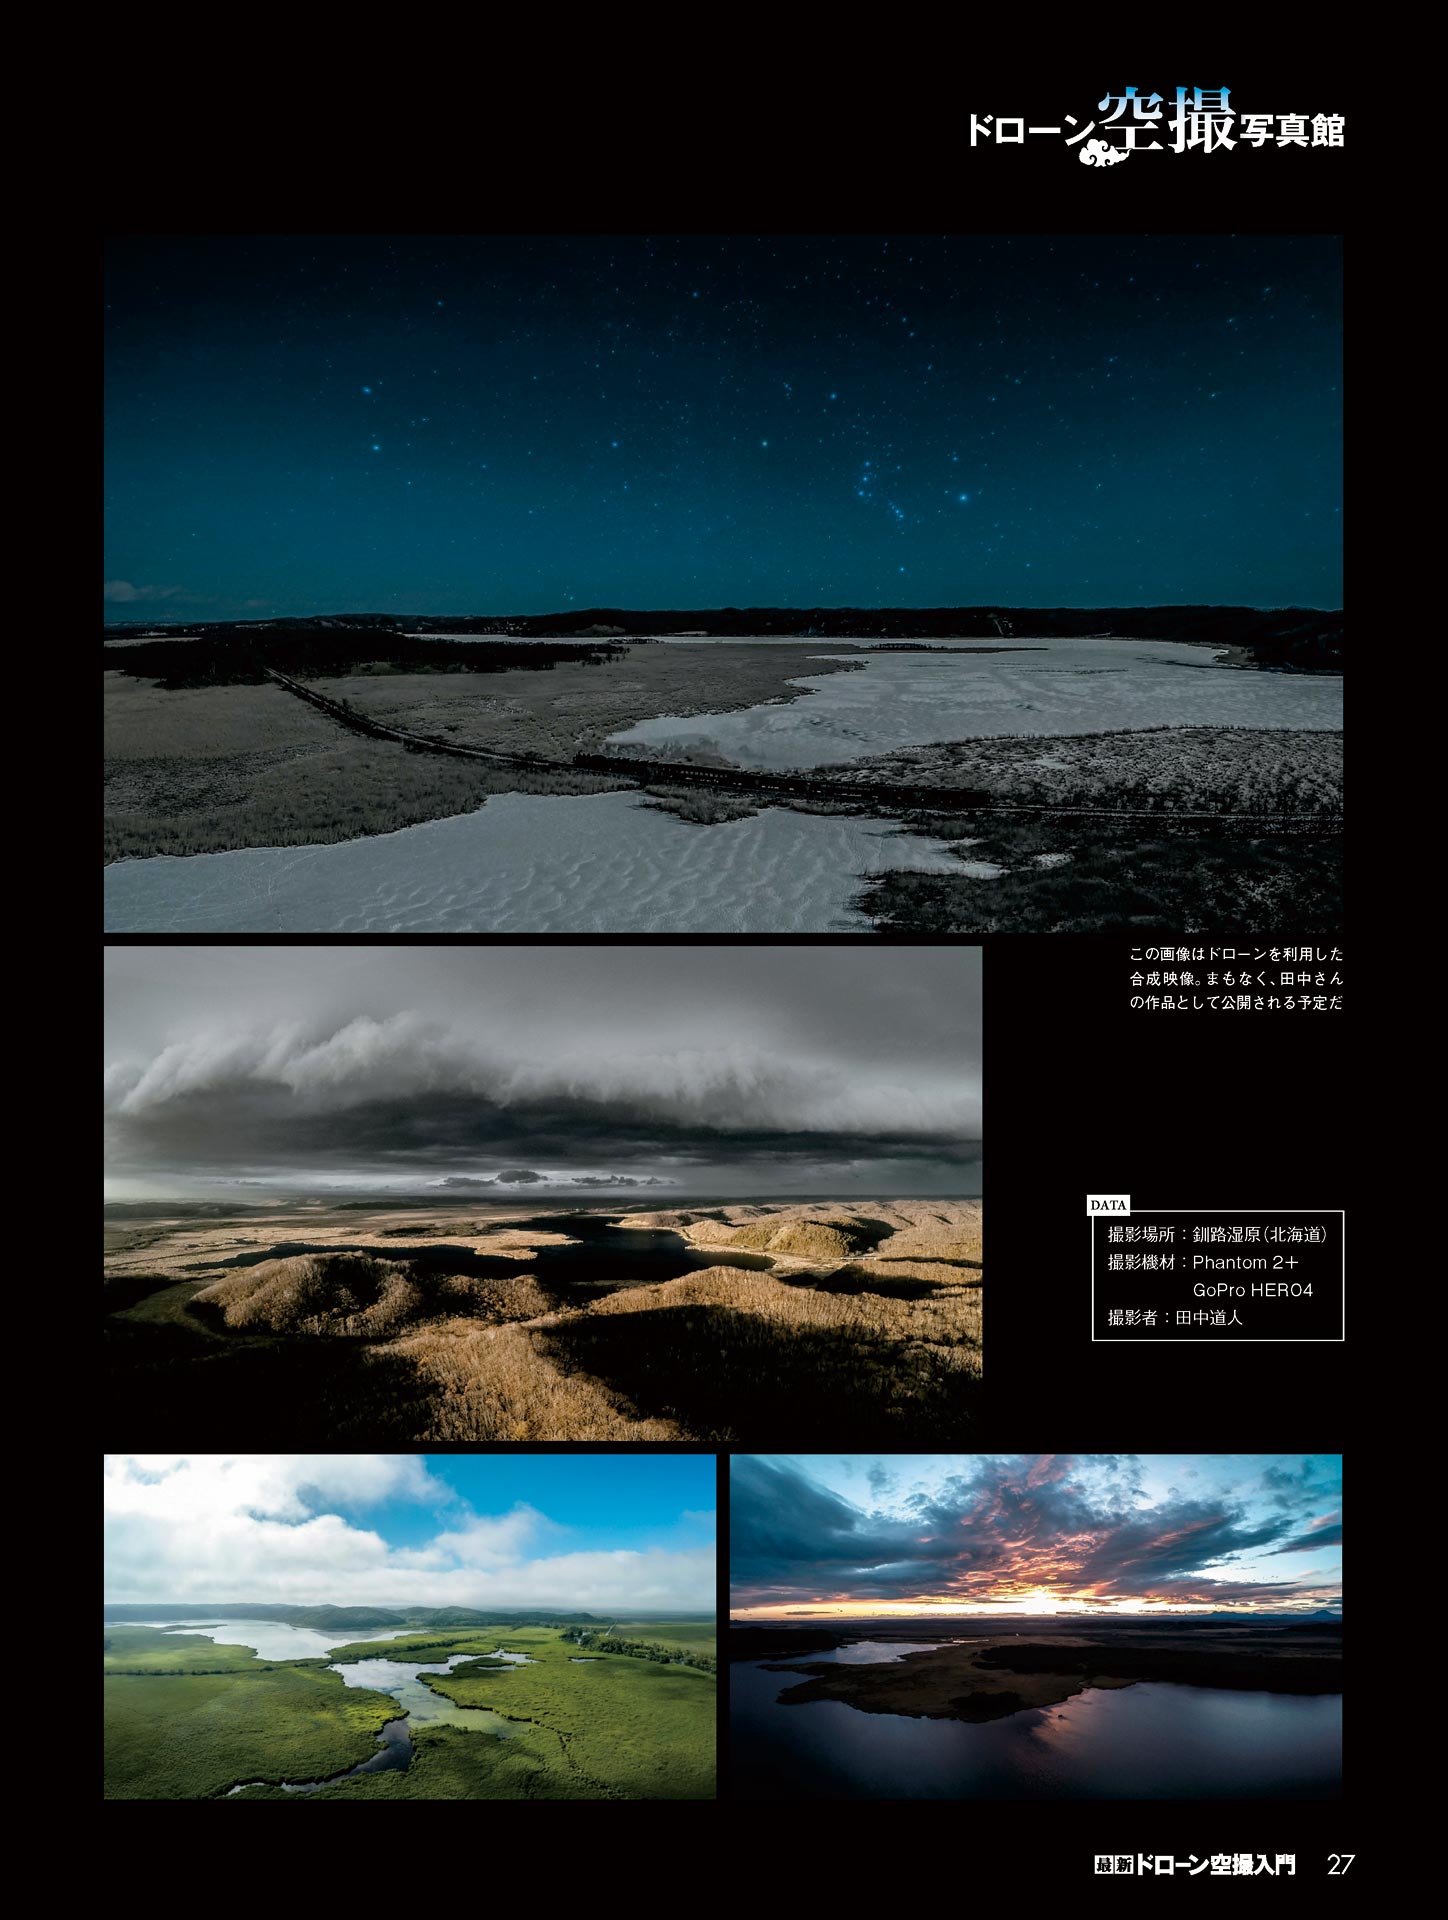 ドローン空撮写真館
この画像はドローンを利用した
合成映像。まもなく、田中さん
の作品として公開される予定だ
DATA
撮影場所：釧路湿原（北海道）
撮影機材：Phantom 2+
GoPro HERO4
撮影者：田中道人
最新ドローン空撮入門 27